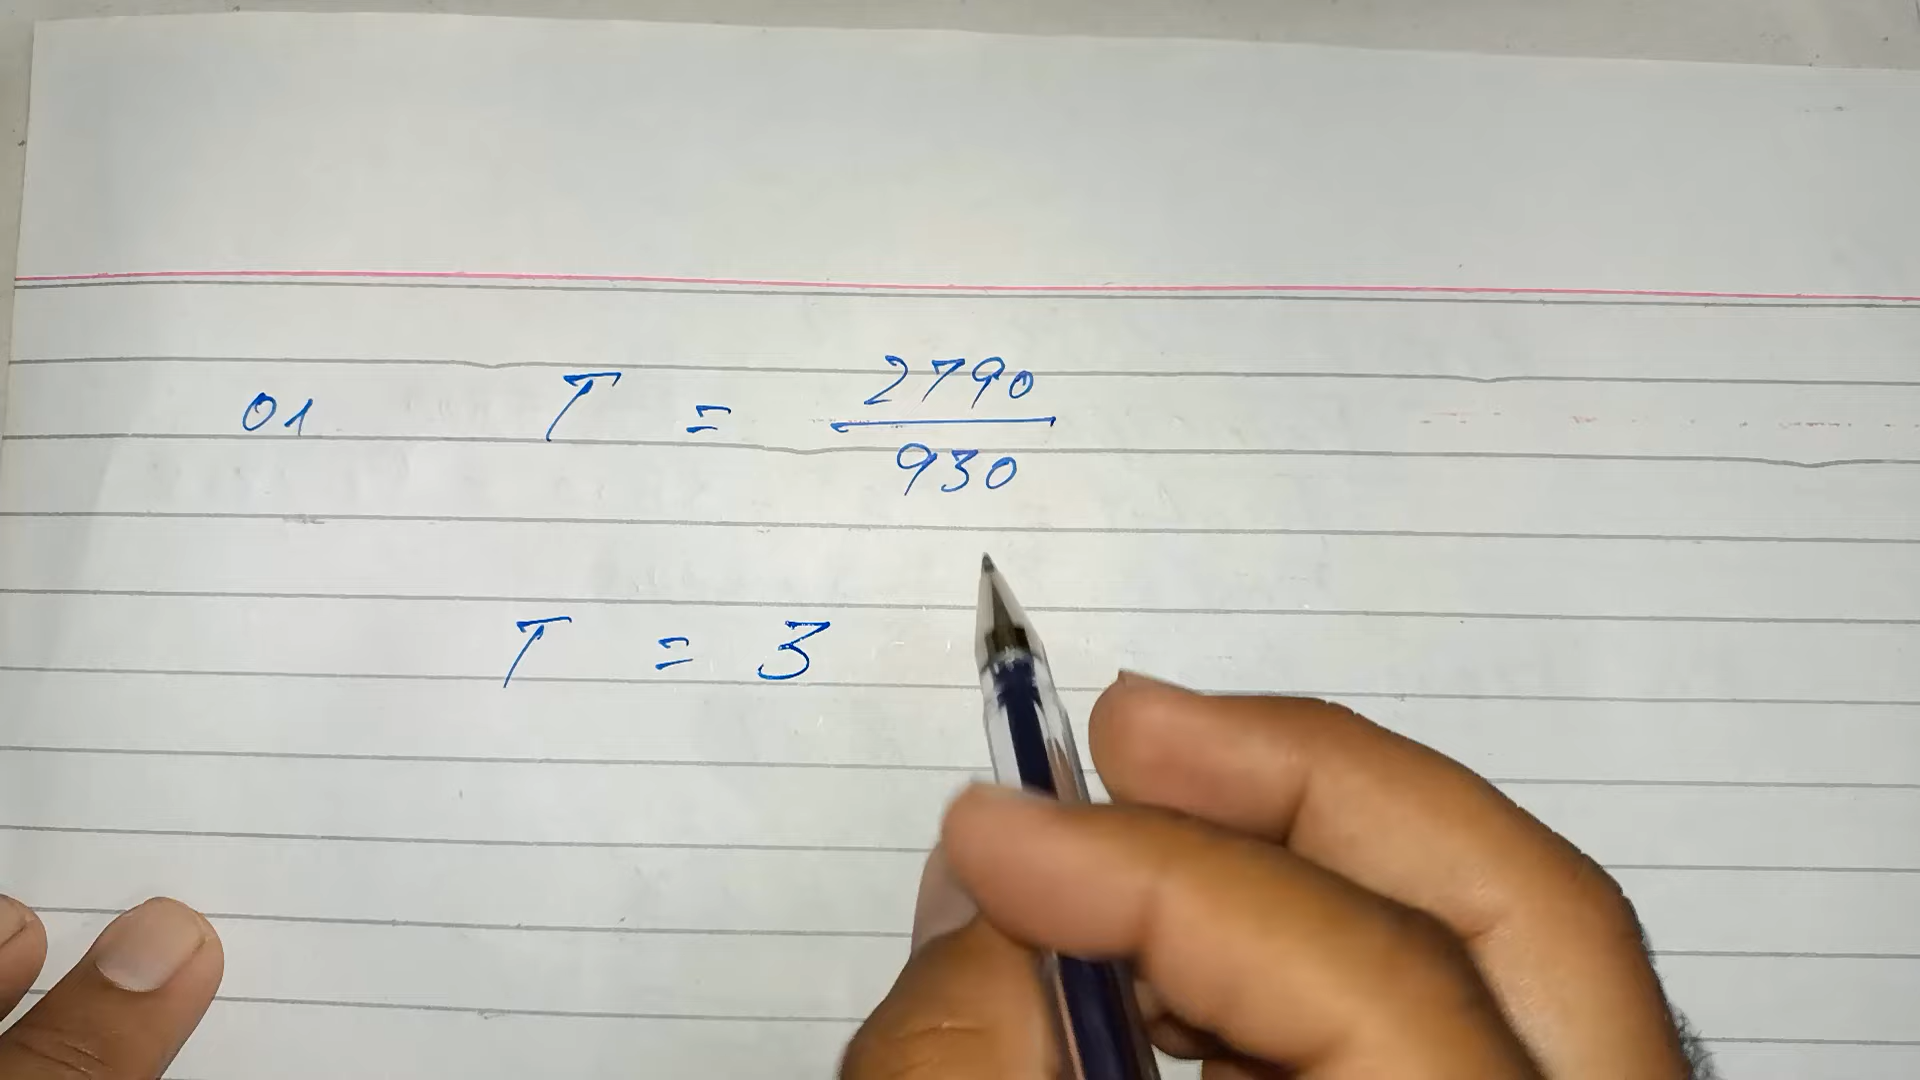 01 T = 2790
930
T = 3